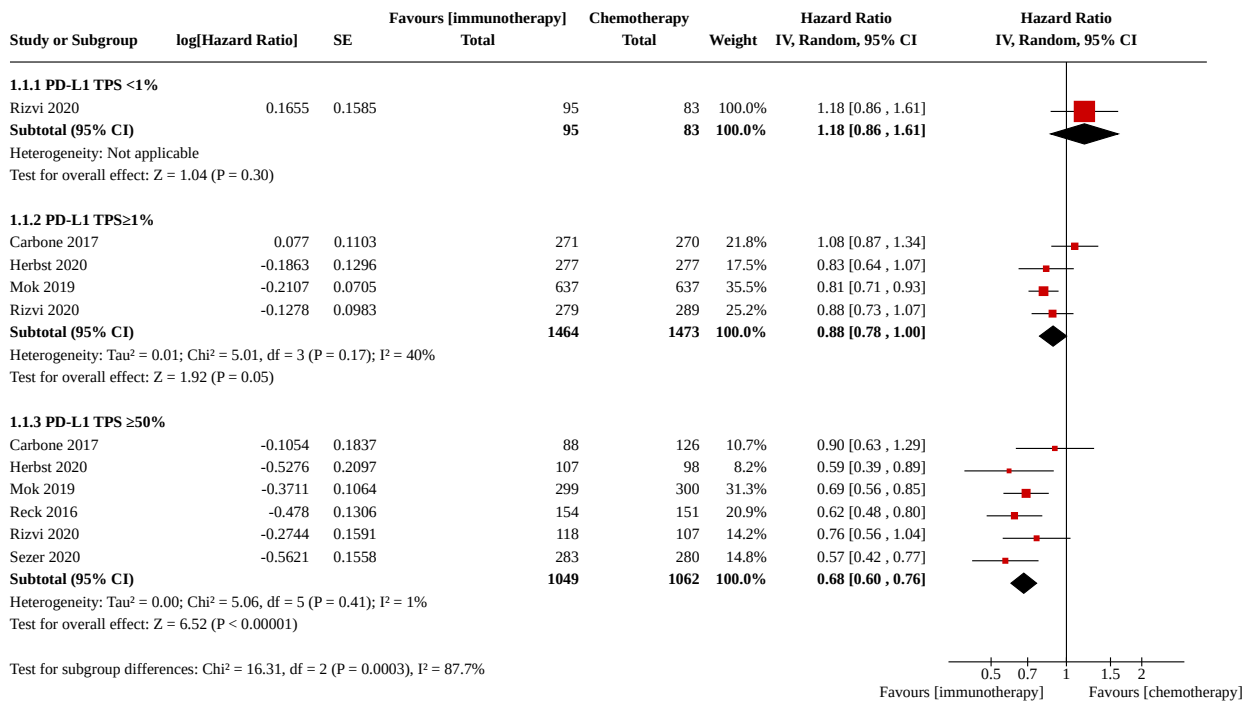 Favours [immunotherapy] Chemotherapy Hazard Ratio Hazard Ratio
Study or Subgroup log[Hazard Ratio] SE Total Total Weight IV, Random, 95% CI IV, Random, 95% CI
1.1.1 PD-L1 TPS <1%
Rizvi 2020 0.1655 0.1585 95 83 100.0% 1.18 [0.86 , 1.61]
Subtotal (95% CI) 95 83 100.0% 1.18 [0.86 , 1.61]
Heterogeneity: Not applicable
Test for overall effect: Z = 1.04 (P = 0.30)
1.1.2 PD-L1 TPS≥1%
Carbone 2017 0.077 0.1103 271 270 21.8% 1.08 [0.87 , 1.34]
Herbst 2020 -0.1863 0.1296 277 277 17.5% 0.83 [0.64 , 1.07]
Mok 2019 -0.2107 0.0705 637 637 35.5% 0.81 [0.71 , 0.93]
Rizvi 2020 -0.1278 0.0983 279 289 25.2% 0.88 [0.73 , 1.07]
Subtotal (95% CI) 1464 1473 100.0% 0.88 [0.78 , 1.00]
Heterogeneity: Tau² = 0.01; Chi² = 5.01, df = 3 (P = 0.17); I² = 40%
Test for overall effect: Z = 1.92 (P = 0.05)
1.1.3 PD-L1 TPS ≥50%
Carbone 2017 -0.1054 0.1837 88 126 10.7% 0.90 [0.63 , 1.29]
Herbst 2020 -0.5276 0.2097 107 98 8.2% 0.59 [0.39 , 0.89]
Mok 2019 -0.3711 0.1064 299 300 31.3% 0.69 [0.56 , 0.85]
Reck 2016 -0.478 0.1306 154 151 20.9% 0.62 [0.48 , 0.80]
Rizvi 2020 -0.2744 0.1591 118 107 14.2% 0.76 [0.56 , 1.04]
Sezer 2020 -0.5621 0.1558 283 280 14.8% 0.57 [0.42 , 0.77]
Subtotal (95% CI) 1049 1062 100.0% 0.68 [0.60 , 0.76]
Heterogeneity: Tau² = 0.00; Chi² = 5.06, df = 5 (P = 0.41); I² = 1%
Test for overall effect: Z = 6.52 (P < 0.00001)
Test for subgroup differences: Chi² = 16.31, df = 2 (P = 0.0003), I² = 87.7%
0.5 0.7 1 1.5 2
Favours [immunotherapy] Favours [chemotherapy]